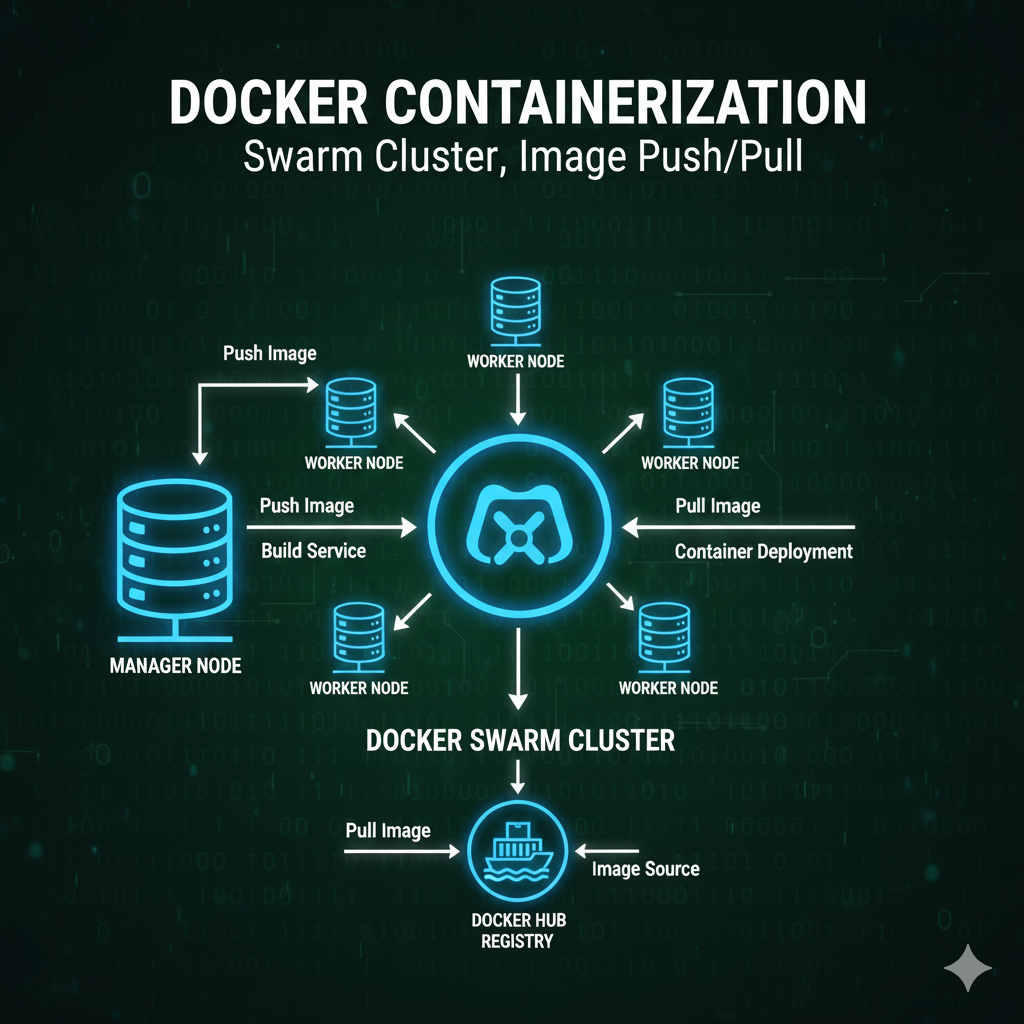 DOCKER CONTAINERIZATION
Swarm Cluster, Image Push/Pull
WORKER NODE
Push Image
WORKER NODE
WORKER NODE
Push Image
Build Service
Pull Image
Container Deployment
MANAGER NODE
WORKER NODE
WORKER NODE
DOCKER SWARM CLUSTER
Pull Image
Image Source
DOCKER HUB
REGISTRY